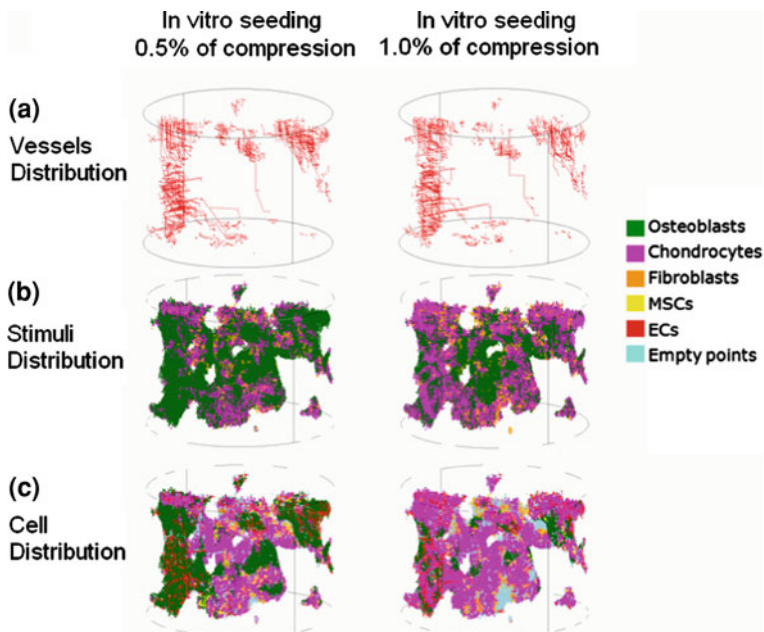 In vitro seeding
0.5% of compression
In vitro seeding
1.0% of compression
(a)
Vessels
Distribution
(b)
Stimuli
Distribution
(c)
Cell
Distribution
Osteoblasts
Chondrocytes
Fibroblasts
MSCs
ECs
Empty points